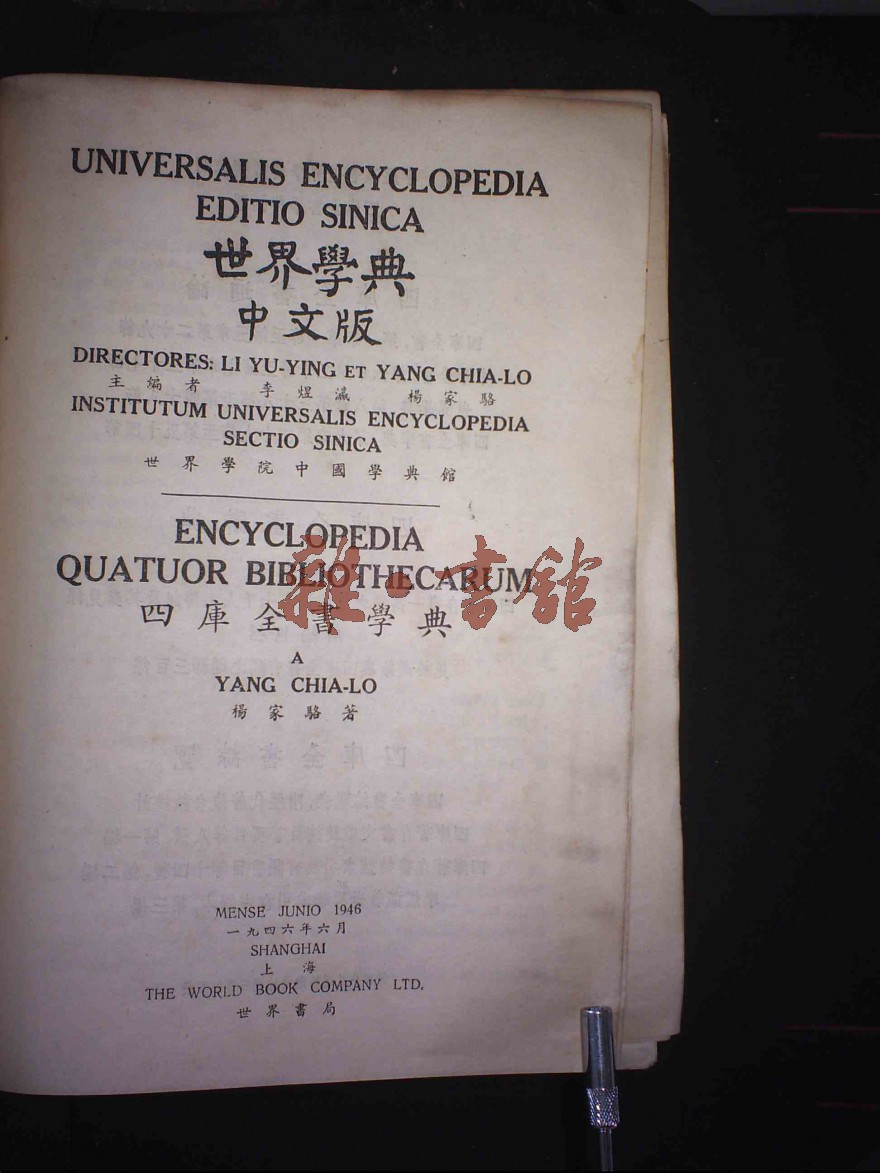 UNIVERSALIS ENCYCLOPEDIA
EDITIO SINICA
世界學典
中文版
DIRECTORES: LI YU-YING ET YANG CHIA-LO
主編者 李煜瀛 楊家駱
INSTITUTUM UNIVERSALIS ENCYCLOPEDIA
SECTIO SINICA
世界學院中國學典館
ENCYCLOPEDIA
QUATUOR BIBLIOTHECARUM
雜·書館
四庫全書學典
A
YANG CHIA-LO
楊家駱著
MENSE JUNIO 1946
一九四六年六月
SHANGHAI
上海
THE WORLD BOOK COMPANY LTD.
世界書局